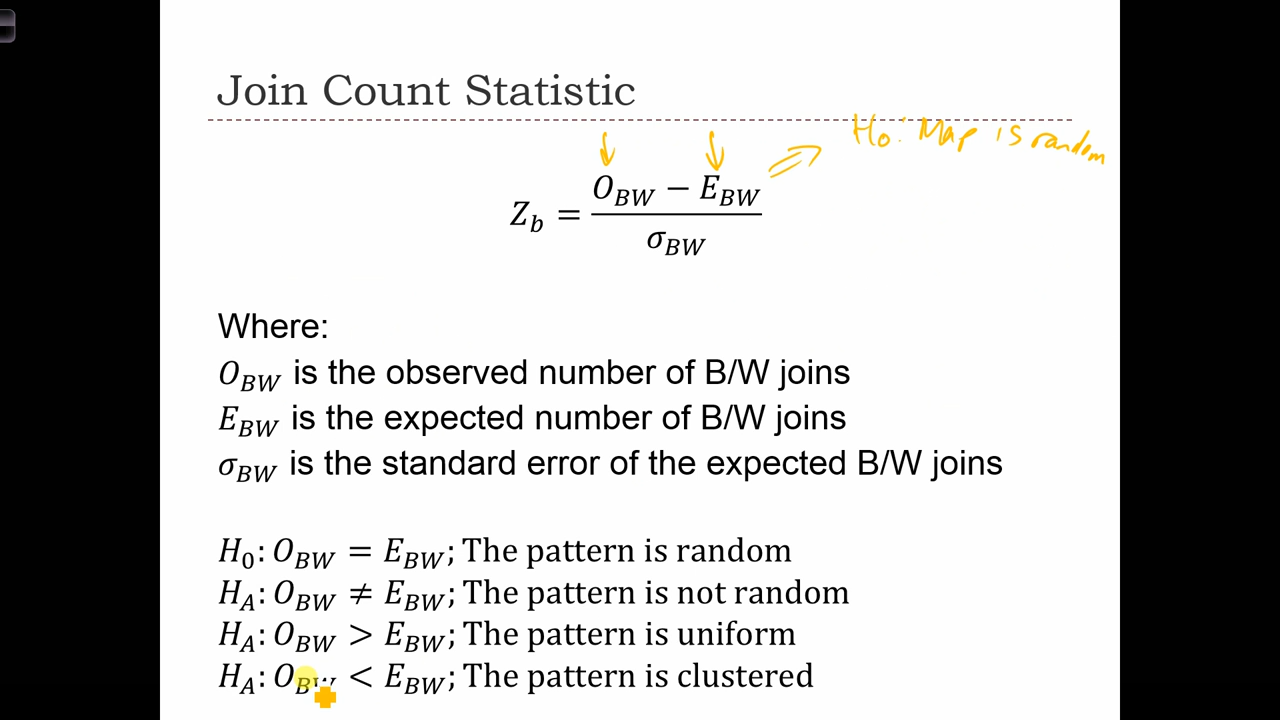 Join Count Statistic
Ho: Map is random
Z_b = (O_BW − E_BW) / σ_BW
Where:
O_BW is the observed number of B/W joins
E_BW is the expected number of B/W joins
σ_BW is the standard error of the expected B/W joins
H_0: O_BW = E_BW; The pattern is random
H_A: O_BW ≠ E_BW; The pattern is not random
H_A: O_BW > E_BW; The pattern is uniform
H_A: O_BW < E_BW; The pattern is clustered